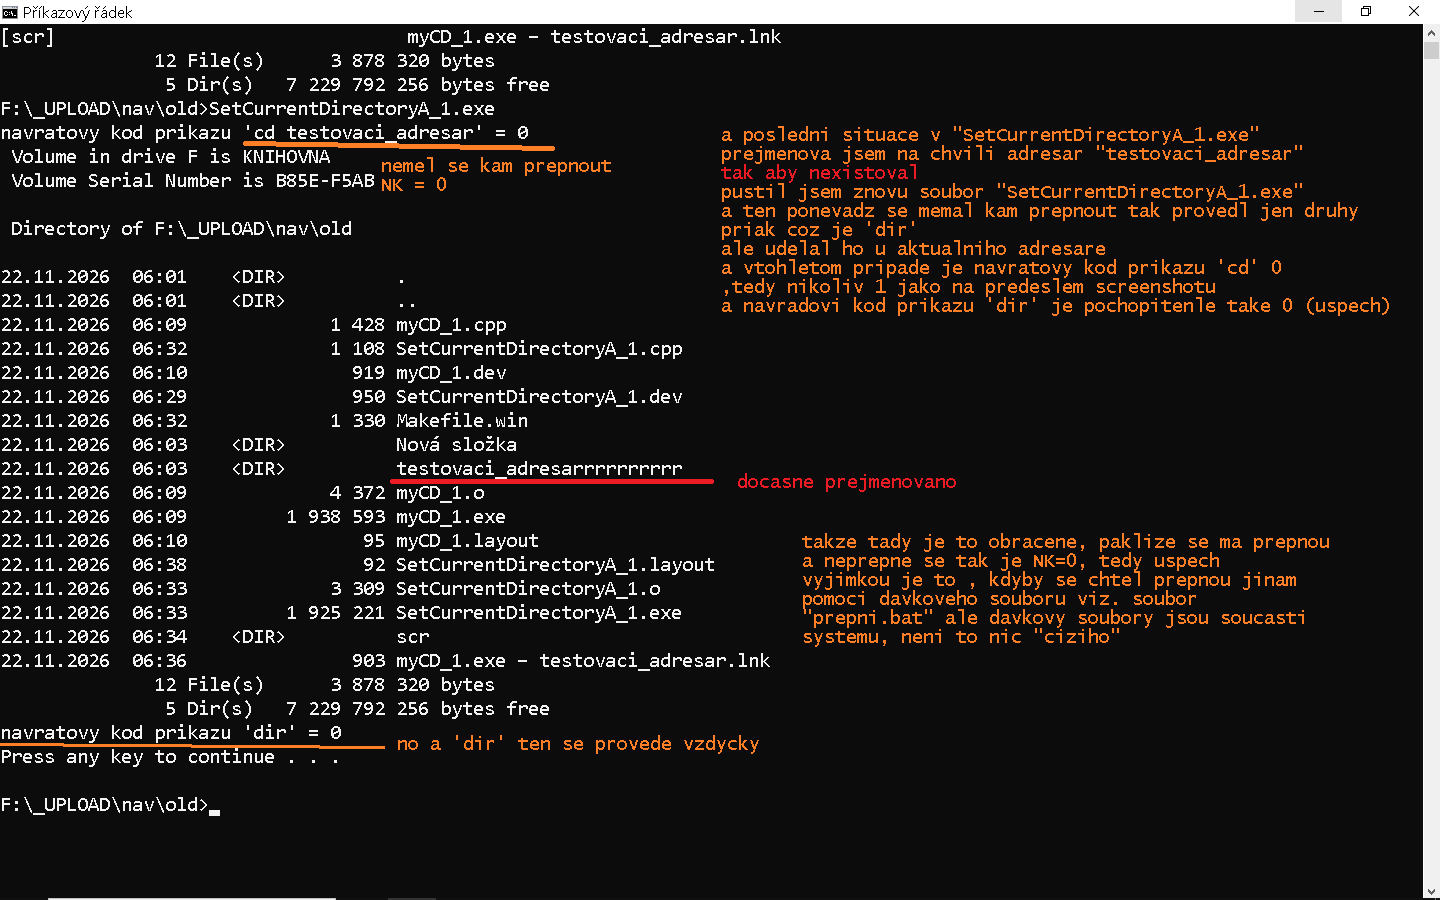 Příkazový řádek
[scr]                                myCD_1.exe – testovaci_adresar.lnk
              12 File(s)      3 878 320 bytes
               5 Dir(s)   7 229 792 256 bytes free
F:\_UPLOAD\nav\old>SetCurrentDirectoryA_1.exe
navratovy kod prikazu 'cd testovaci_adresar' = 0
a posledni situace v "SetCurrentDirectoryA_1.exe"
 Volume in drive F is KNIHOVNA
nemel se kam prepnout
prejmenova jsem na chvili adresar "testovaci_adresar"
 Volume Serial Number is B85E-F5AB
NK = 0
tak aby nexistoval
pustil jsem znovu soubor "SetCurrentDirectoryA_1.exe"
a ten ponevadz se memal kam prepnout tak provedl jen druhy
priak coz je 'dir'
 Directory of F:\_UPLOAD\nav\old
ale udelal ho u aktualniho adresare
a vtohletom pripade je navratovy kod prikazu 'cd' 0
,tedy nikoliv 1 jako na predeslem screenshotu
a navradovi kod prikazu 'dir' je pochopitenle take 0 (uspech)
22.11.2026  06:01    <DIR>          .
22.11.2026  06:01    <DIR>          ..
22.11.2026  06:09             1 428 myCD_1.cpp
22.11.2026  06:32             1 108 SetCurrentDirectoryA_1.cpp
22.11.2026  06:10               919 myCD_1.dev
22.11.2026  06:29               950 SetCurrentDirectoryA_1.dev
22.11.2026  06:32             1 330 Makefile.win
22.11.2026  06:03    <DIR>          Nová složka
22.11.2026  06:03    <DIR>          testovaci_adresarrrrrrrrrr
docasne prejmenovano
22.11.2026  06:09             4 372 myCD_1.o
22.11.2026  06:09         1 938 593 myCD_1.exe
22.11.2026  06:10                95 myCD_1.layout
22.11.2026  06:38                92 SetCurrentDirectoryA_1.layout
22.11.2026  06:33             3 309 SetCurrentDirectoryA_1.o
22.11.2026  06:33         1 925 221 SetCurrentDirectoryA_1.exe
22.11.2026  06:34    <DIR>          scr
22.11.2026  06:36               903 myCD_1.exe – testovaci_adresar.lnk
takze tady je to obracene, paklize se ma prepnou
a neprepne se tak je NK=0, tedy uspech
vyjimkou je to , kdyby se chtel prepnou jinam
pomoci davkoveho souboru viz. soubor
"prepni.bat" ale davkovy soubory jsou soucasti
systemu, neni to nic "ciziho"
              12 File(s)      3 878 320 bytes
               5 Dir(s)   7 229 792 256 bytes free
navratovy kod prikazu 'dir' = 0
no a 'dir' ten se provede vzdycky
Press any key to continue . . .
F:\_UPLOAD\nav\old>